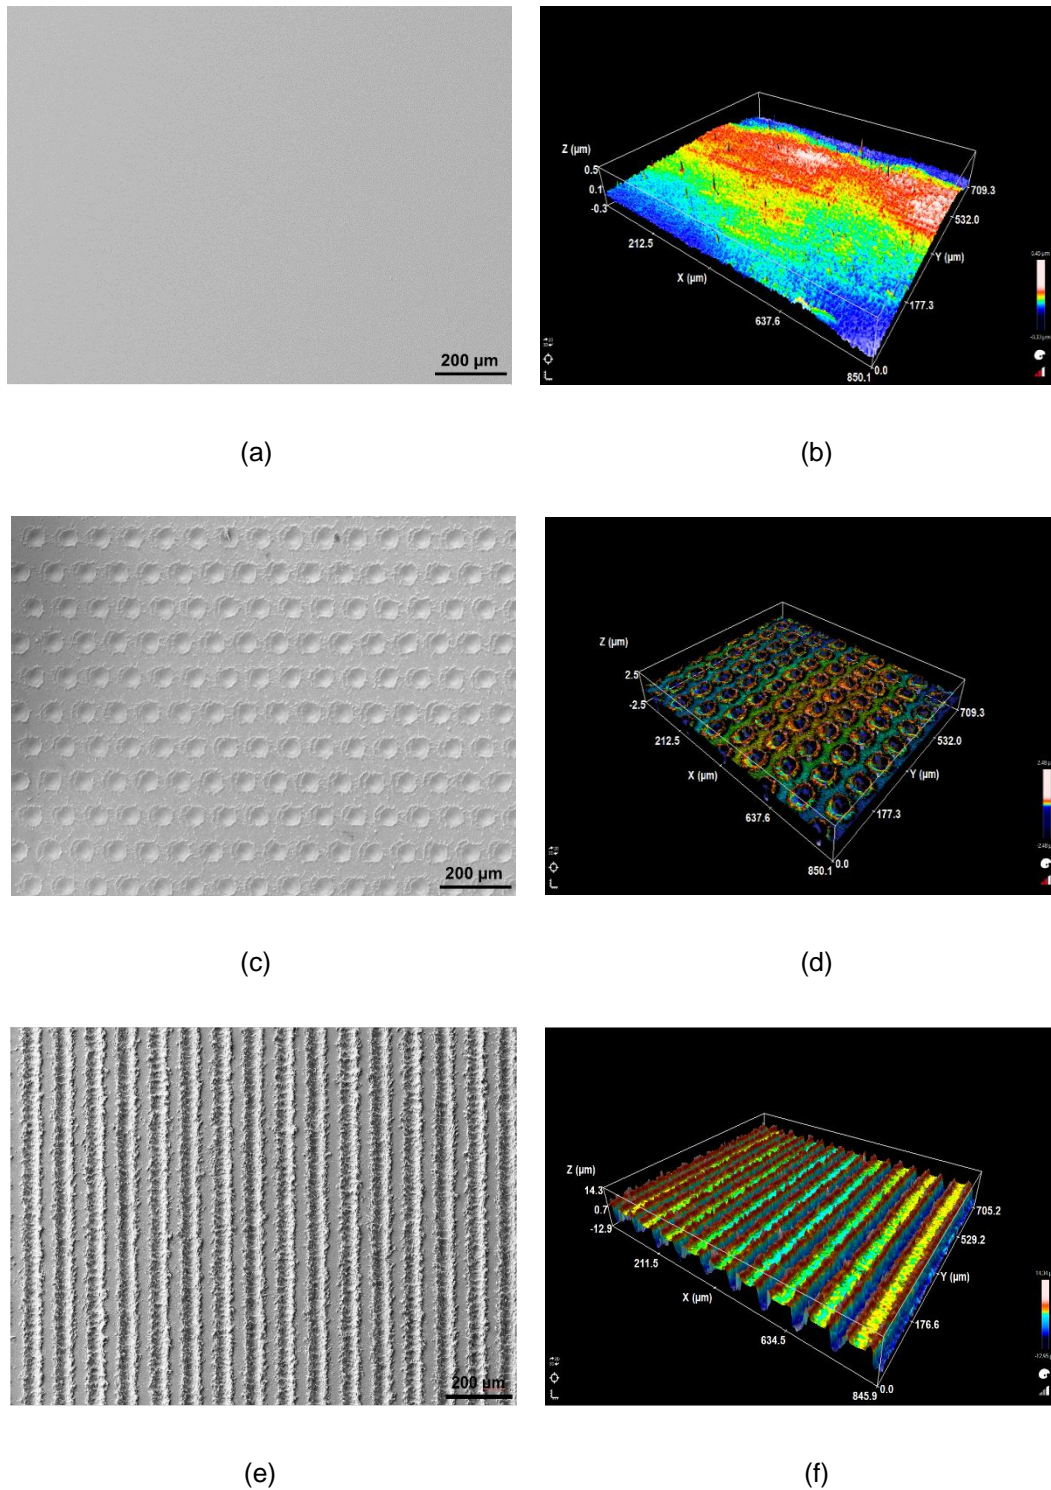 200 µm
Z (µm)
0.5
0.1
-0.3
212.5
X (µm)
637.6
850.1
0.0
177.3
Y (µm)
532.0
709.3
(a)
(b)
200 µm
Z (µm)
2.5
-2.5
212.5
X (µm)
637.6
850.1
0.0
177.3
Y (µm)
532.0
709.3
(c)
(d)
200 µm
Z (µm)
14.3
0.7
-12.9
211.5
X (µm)
634.5
845.9
0.0
176.6
Y (µm)
529.2
705.2
(e)
(f)